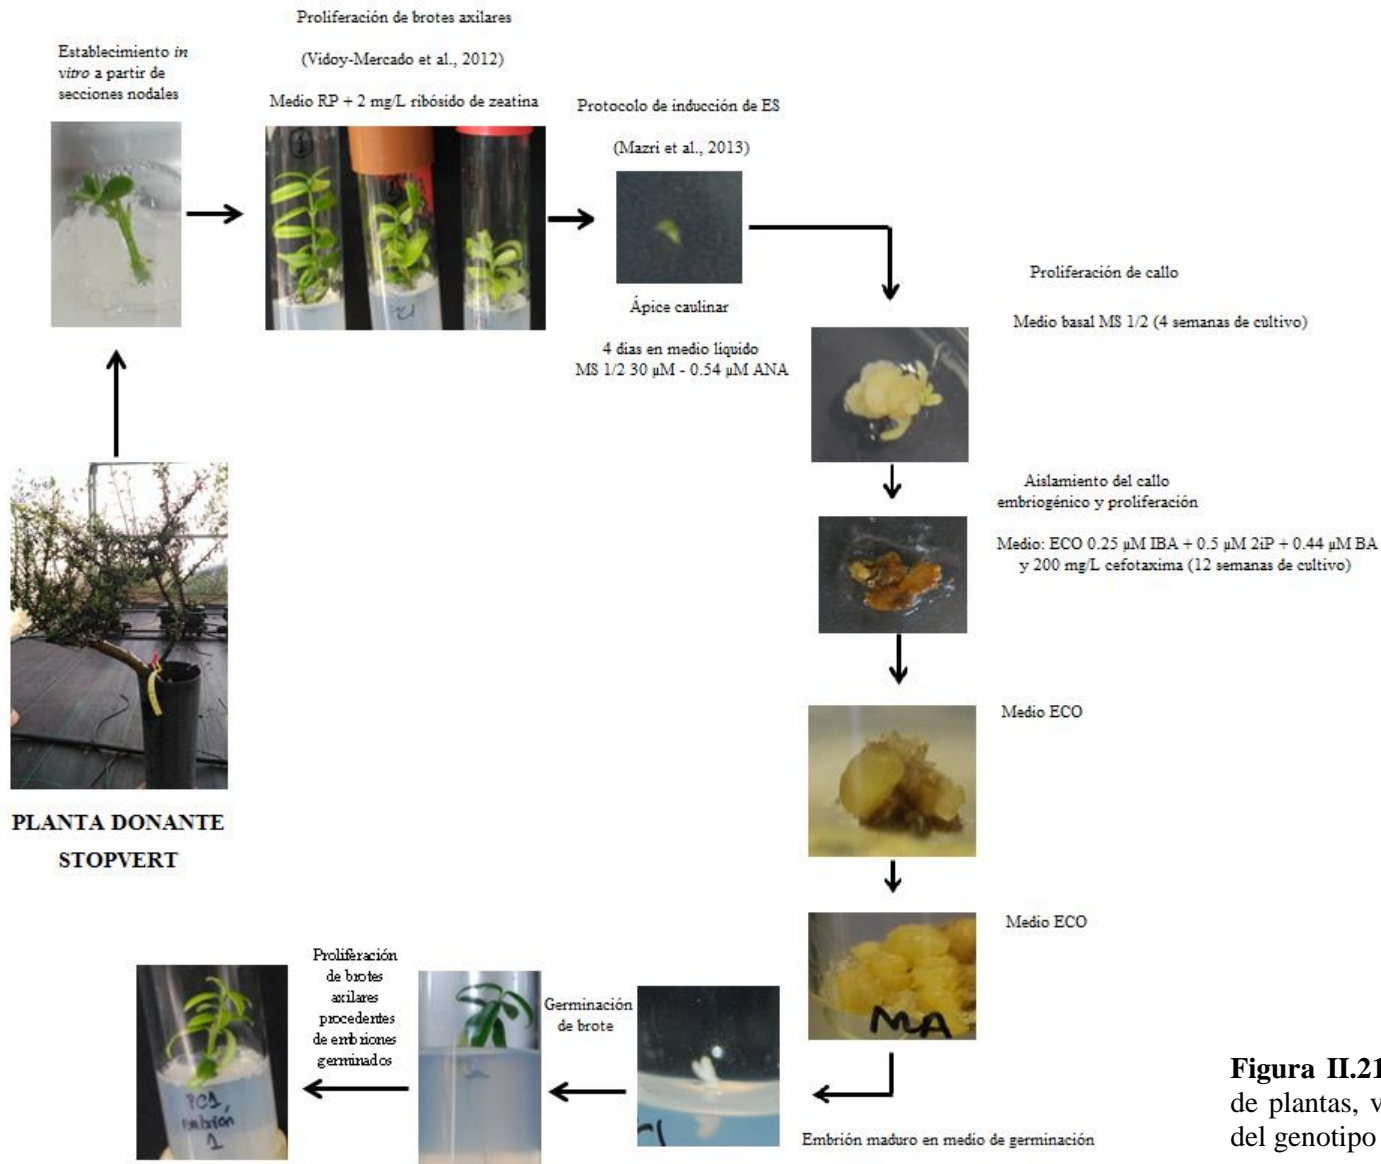 Proliferación de brotes axilares
(Vidoy-Mercado et al., 2012)
Medio RP + 2 mg/L ribósido de zeatina
Establecimiento in
vitro a partir de
secciones nodales
Protocolo de inducción de ES
(Mazri et al., 2013)
Ápice caulinar
4 días en medio líquido
MS 1/2 30 µM - 0.54 µM ANA
Proliferación de callo
Medio basal MS 1/2 (4 semanas de cultivo)
Aislamiento del callo
embriogénico y proliferación
Medio: ECO 0.25 µM IBA + 0.5 µM 2iP + 0.44 µM BA
y 200 mg/L cefotaxima (12 semanas de cultivo)
Medio ECO
Medio ECO
MA
PLANTA DONANTE
STOPVERT
Embrión maduro en medio de germinación
Germinación
de brote
Proliferación
de brotes
axilares
procedentes
de embriones
germinados
PC1,
Embrión
1
Figura II.21
de plantas, v
del genotipo